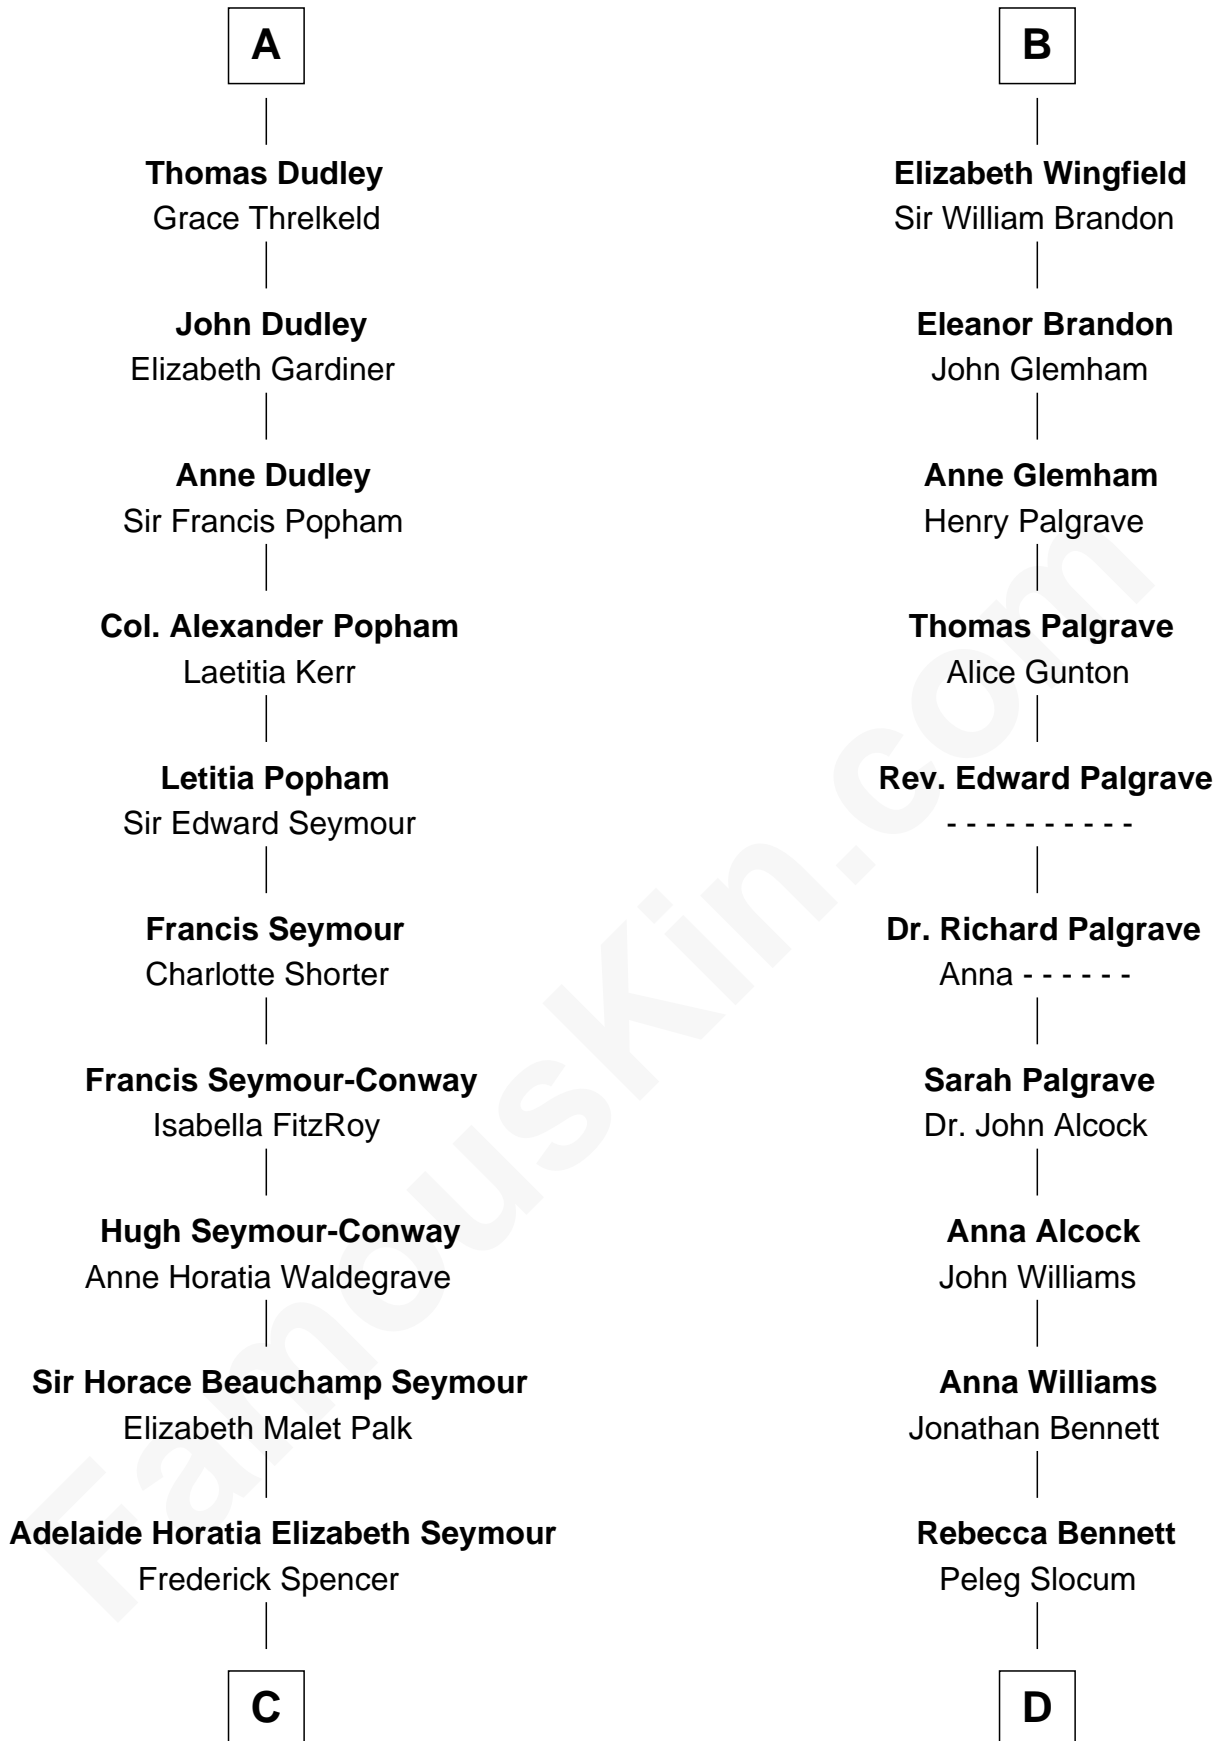 A
Thomas Dudley
Grace Threlkeld
John Dudley
Elizabeth Gardiner
Anne Dudley
Sir Francis Popham
Col. Alexander Popham
Laetitia Kerr
Letitia Popham
Sir Edward Seymour
Francis Seymour
Charlotte Shorter
Francis Seymour-Conway
Isabella FitzRoy
Hugh Seymour-Conway
Anne Horatia Waldegrave
Sir Horace Beauchamp Seymour
Elizabeth Malet Palk
Adelaide Horatia Elizabeth Seymour
Frederick Spencer
C
B
Elizabeth Wingfield
Sir William Brandon
Eleanor Brandon
John Glemham
Anne Glemham
Henry Palgrave
Thomas Palgrave
Alice Gunton
Rev. Edward Palgrave
- - - - - - - - - -
Dr. Richard Palgrave
Anna - - - - - -
Sarah Palgrave
Dr. John Alcock
Anna Alcock
John Williams
Anna Williams
Jonathan Bennett
Rebecca Bennett
Peleg Slocum
D
FamousKin.com